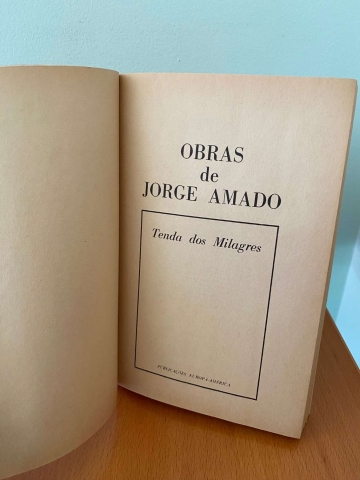 OBRAS
de
JORGE AMADO
Tenda dos Milagres
PUBLICAÇÕES EUROPA-AMÉRICA